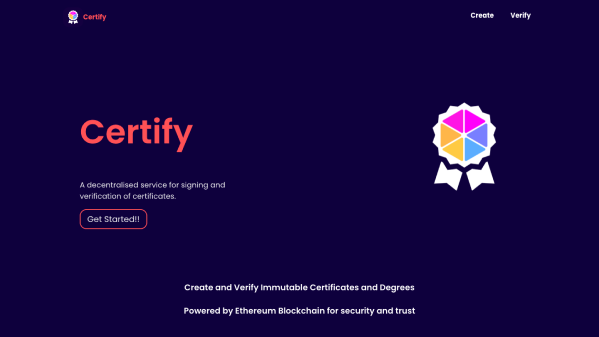 Certify
Create
Verify
Certify
A decentralised service for signing and
verification of certificates.
Get Started!!
Create and Verify Immutable Certificates and Degrees
Powered by Ethereum Blockchain for security and trust